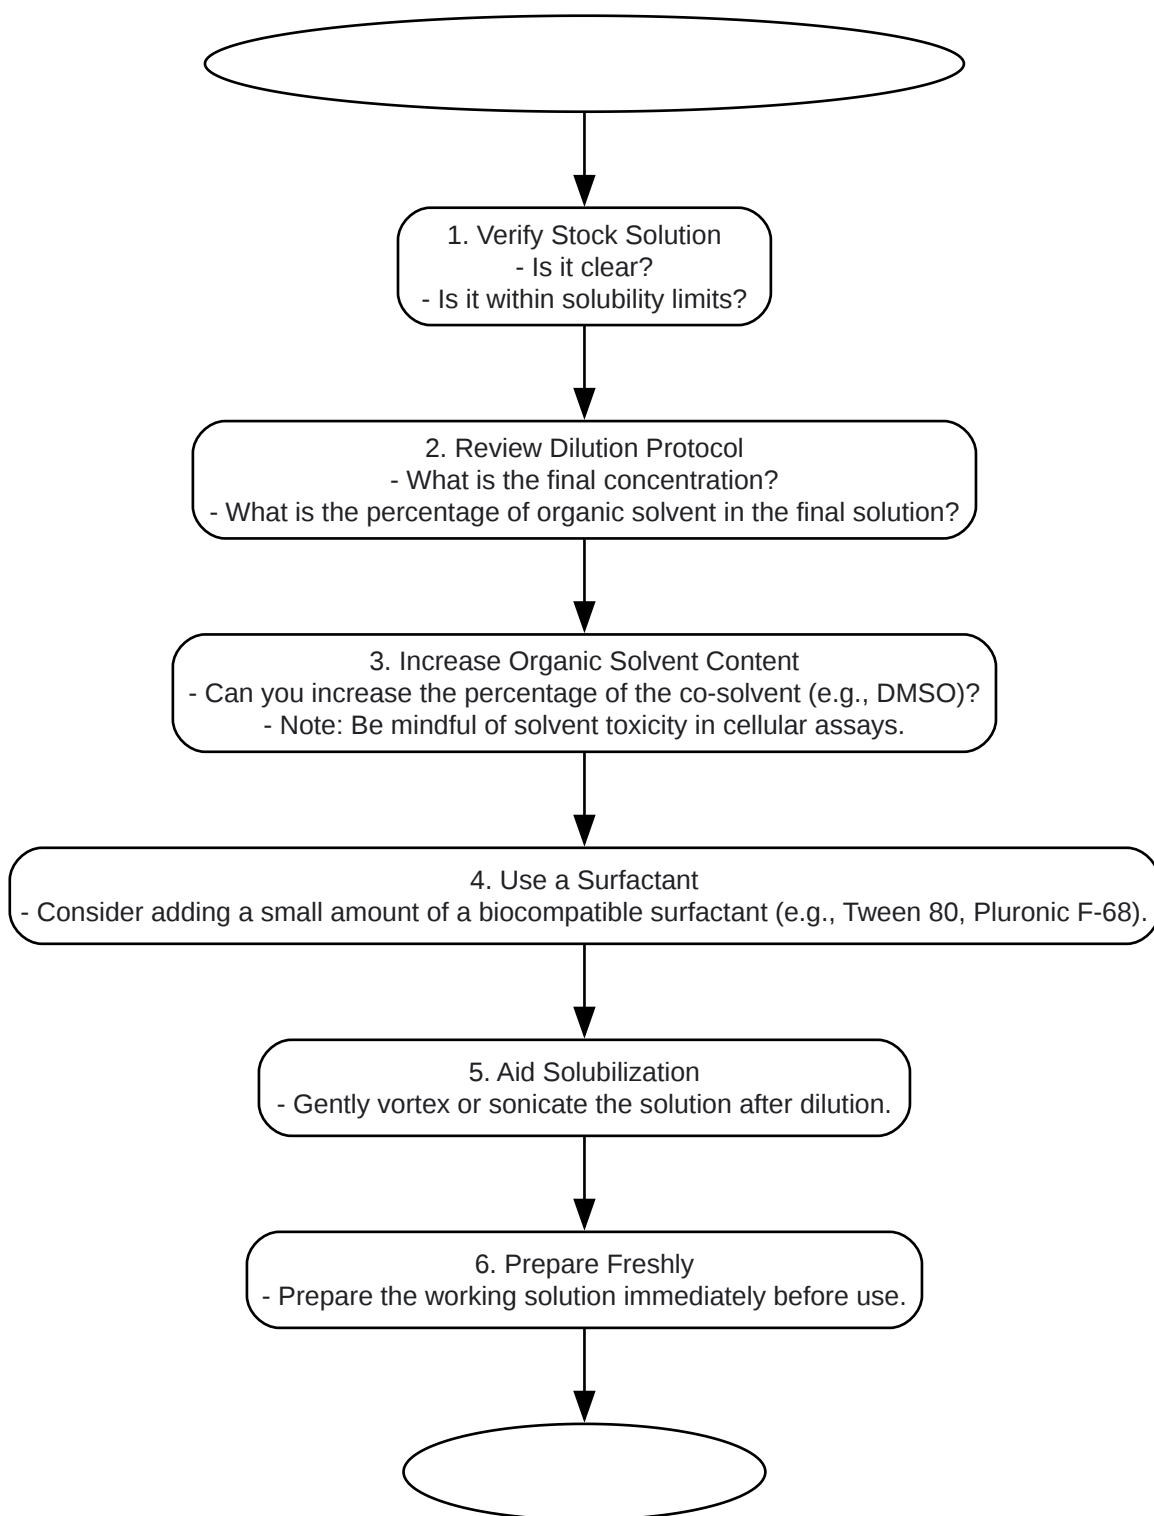 1. Verify Stock Solution
- Is it clear?
- Is it within solubility limits?
2. Review Dilution Protocol
- What is the final concentration?
- What is the percentage of organic solvent in the final solution?
3. Increase Organic Solvent Content
- Can you increase the percentage of the co-solvent (e.g., DMSO)?
- Note: Be mindful of solvent toxicity in cellular assays.
4. Use a Surfactant
- Consider adding a small amount of a biocompatible surfactant (e.g., Tween 80, Pluronic F-68).
5. Aid Solubilization
- Gently vortex or sonicate the solution after dilution.
6. Prepare Freshly
- Prepare the working solution immediately before use.